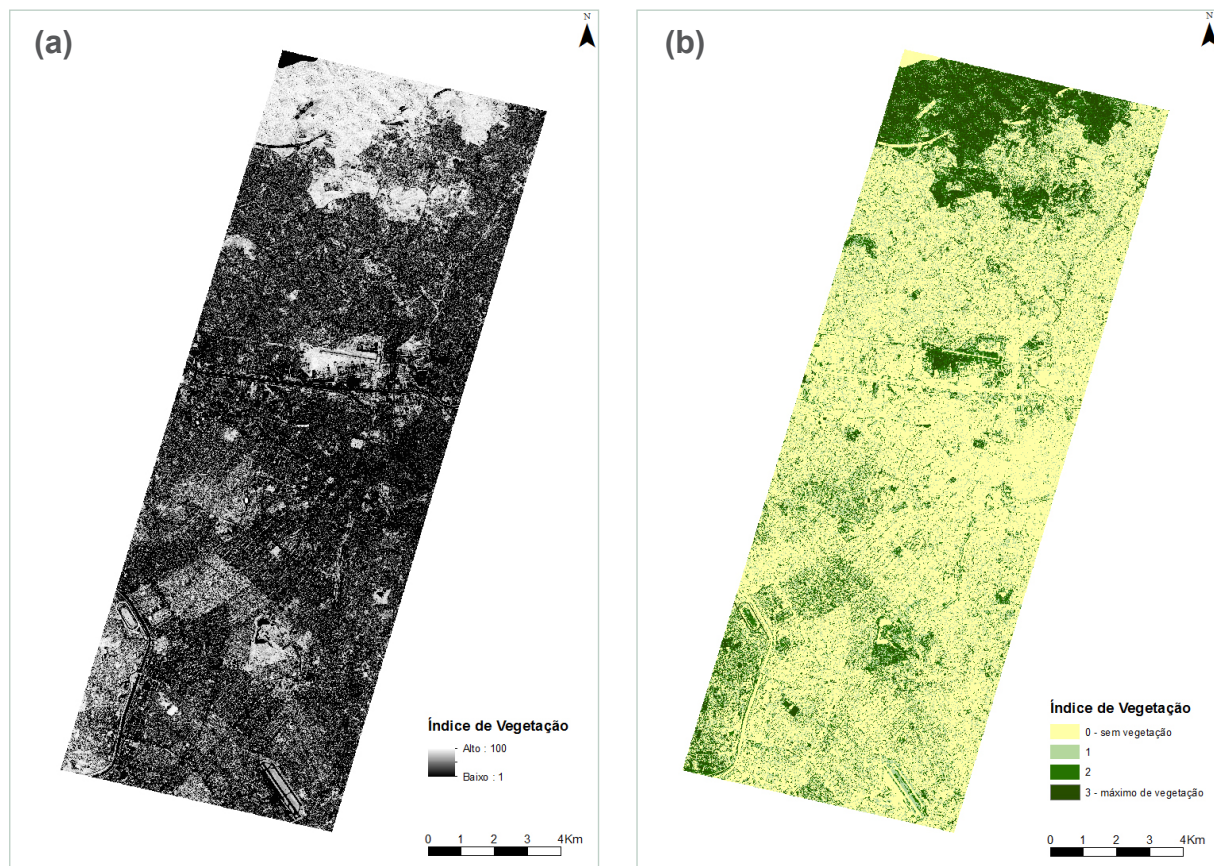 (a)
N
Índice de Vegetação
Alto : 100
Baixo : 1
0 1 2 3 4Km
(b)
N
Índice de Vegetação
0 - sem vegetação
1
2
3 - máximo de vegetação
0 1 2 3 4Km